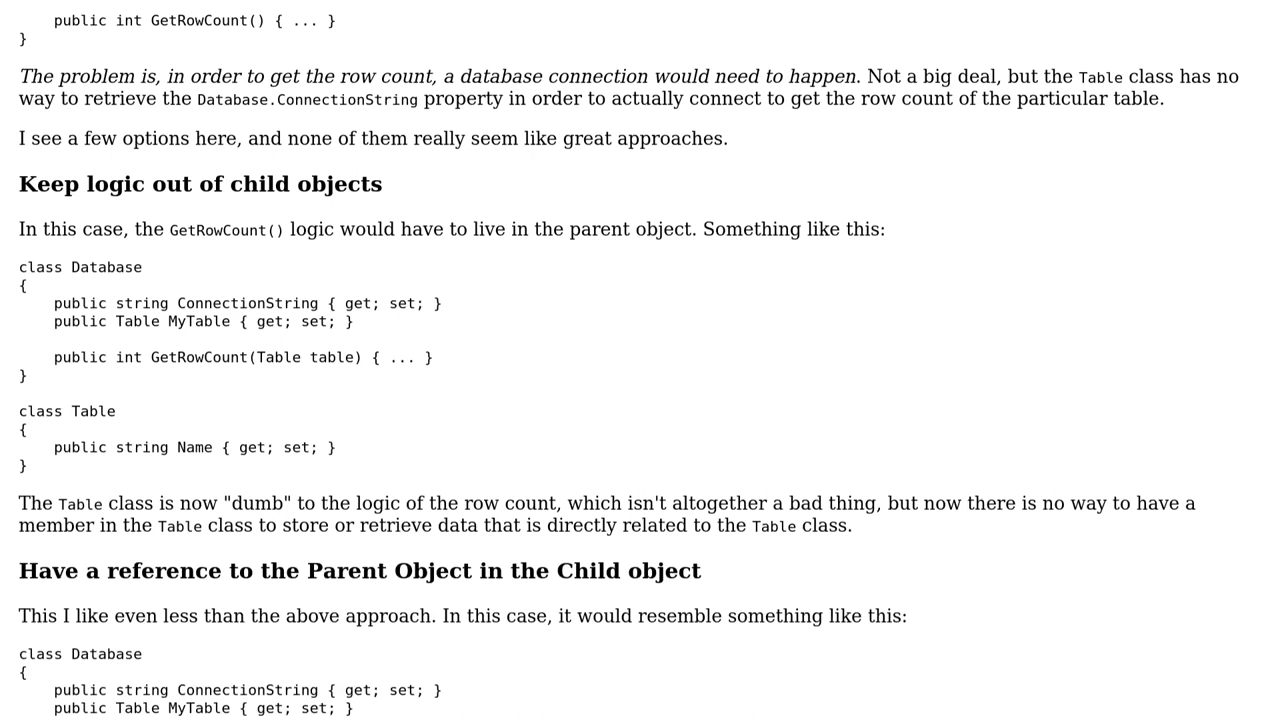 public int GetRowCount() { ... }
}
The problem is, in order to get the row count, a database connection would need to happen. Not a big deal, but the Table class has no
way to retrieve the Database.ConnectionString property in order to actually connect to get the row count of the particular table.
I see a few options here, and none of them really seem like great approaches.
Keep logic out of child objects
In this case, the GetRowCount() logic would have to live in the parent object. Something like this:
class Database
{
    public string ConnectionString { get; set; }
    public Table MyTable { get; set; }
    public int GetRowCount(Table table) { ... }
}
class Table
{
    public string Name { get; set; }
}
The Table class is now "dumb" to the logic of the row count, which isn't altogether a bad thing, but now there is no way to have a
member in the Table class to store or retrieve data that is directly related to the Table class.
Have a reference to the Parent Object in the Child object
This I like even less than the above approach. In this case, it would resemble something like this:
class Database
{
    public string ConnectionString { get; set; }
    public Table MyTable { get; set; }